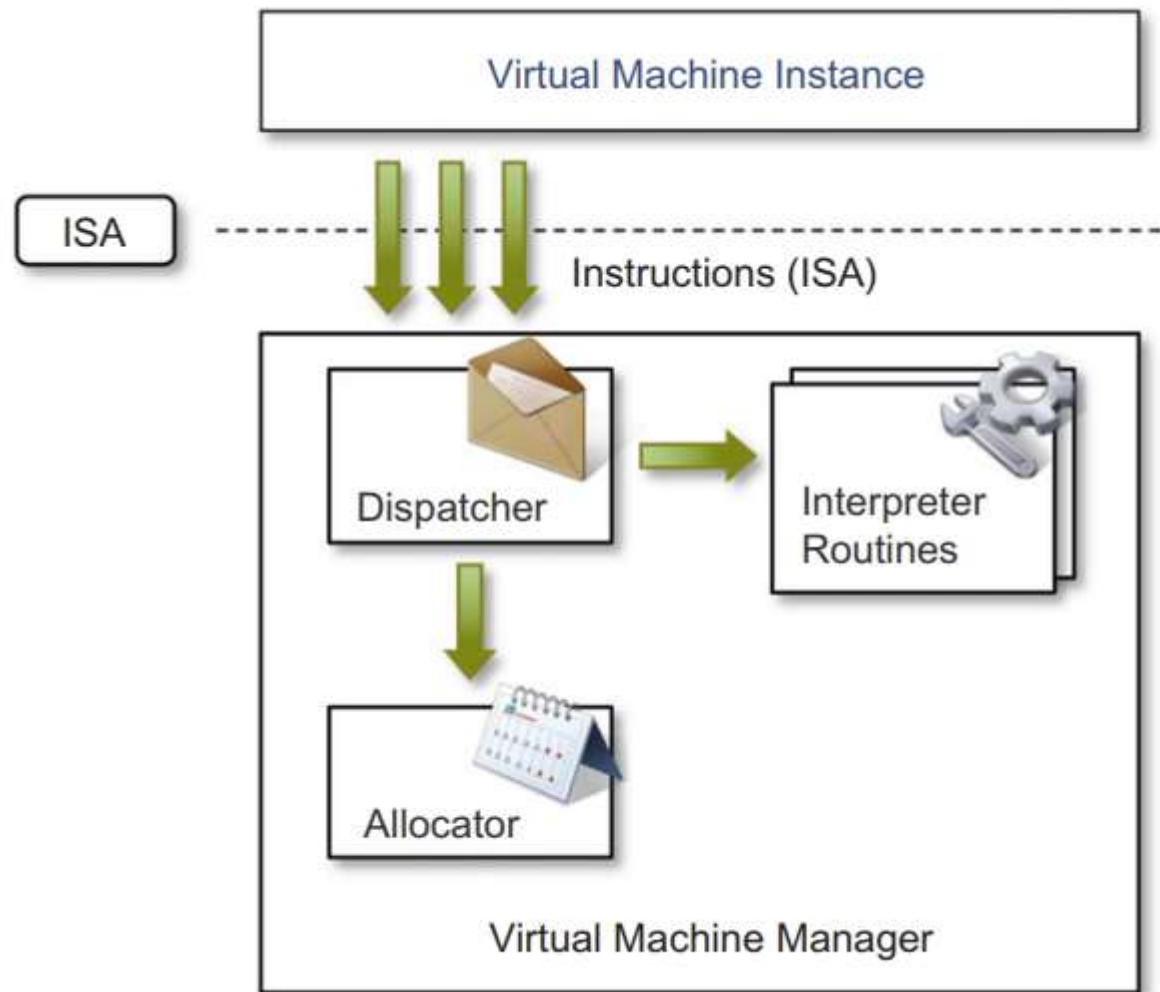 Virtual Machine Instance
ISA
Instructions (ISA)
Dispatcher
Interpreter
Routines
Allocator
Virtual Machine Manager